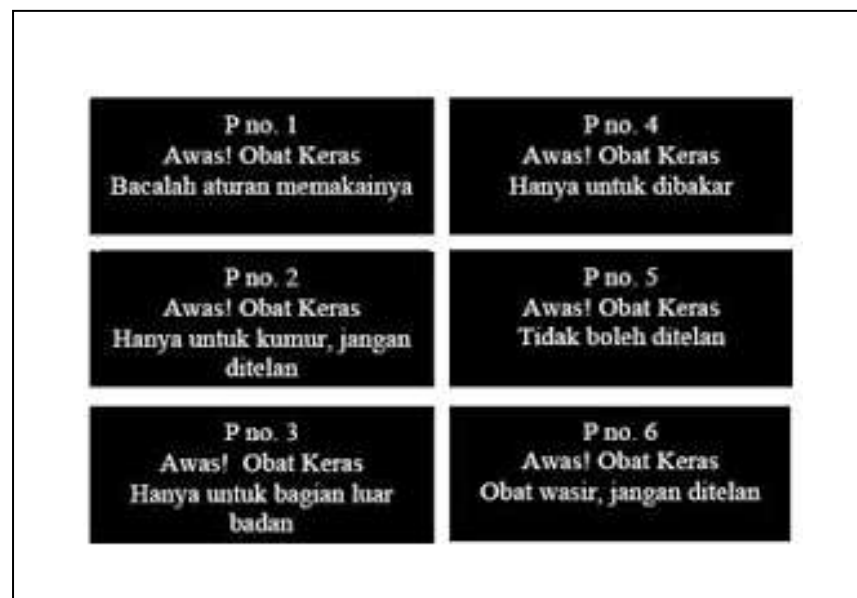 P no. 1
Awas! Obat Keras
Bacalah aturan memakainya
P no. 2
Awas! Obat Keras
Hanya untuk kumur, jangan
ditelan
P no. 3
Awas! Obat Keras
Hanya untuk bagian luar
badan
P no. 4
Awas! Obat Keras
Hanya untuk dibakar
P no. 5
Awas! Obat Keras
Tidak boleh ditelan
P no. 6
Awas! Obat Keras
Obat wasir, jangan ditelan